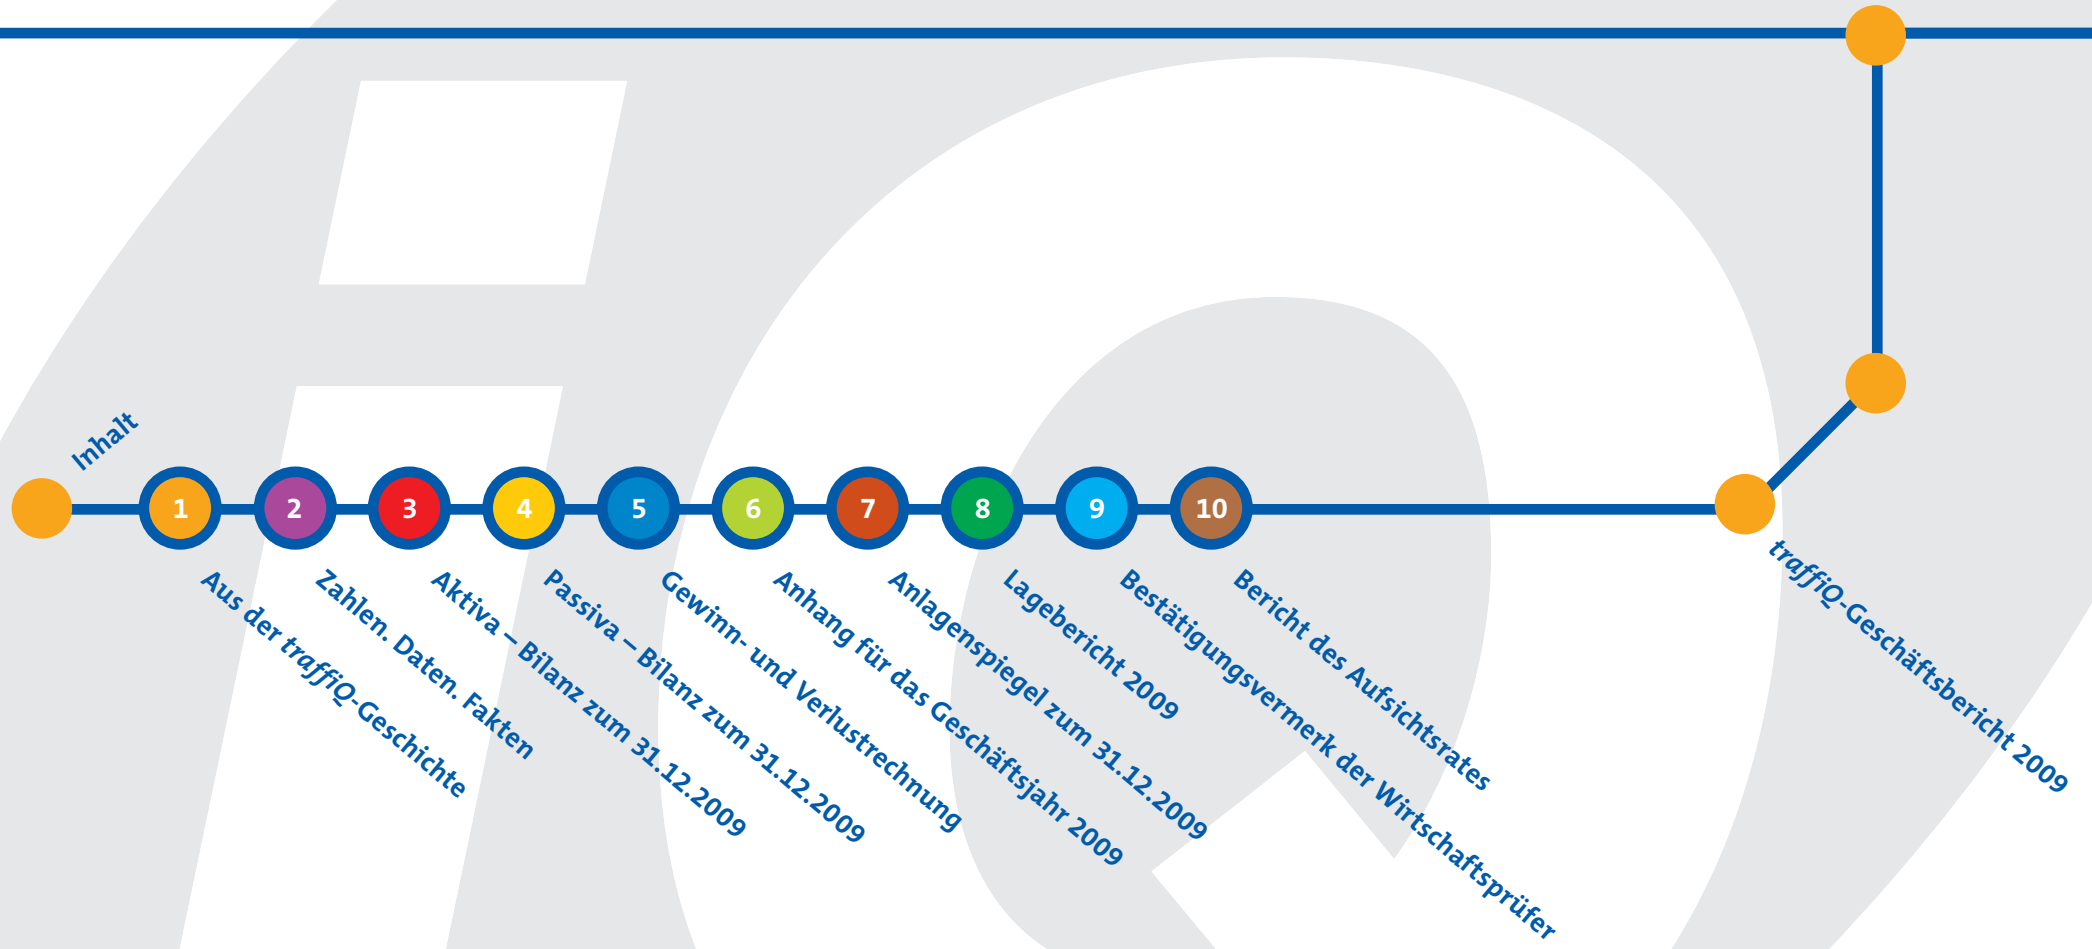 Inhalt
1
2
3
4
5
6
7
8
9
10
Aus der traffiQ-Geschichte
Zahlen. Daten. Fakten
Aktiva – Bilanz zum 31.12.2009
Passiva – Bilanz zum 31.12.2009
Gewinn- und Verlustrechnung
Anhang für das Geschäftsjahr 2009
Anlagenspiegel zum 31.12.2009
Lagebericht 2009
Bestätigungsvermerk der Wirtschaftsprüfer
Bericht des Aufsichtsrates
traffiQ-Geschäftsbericht 2009